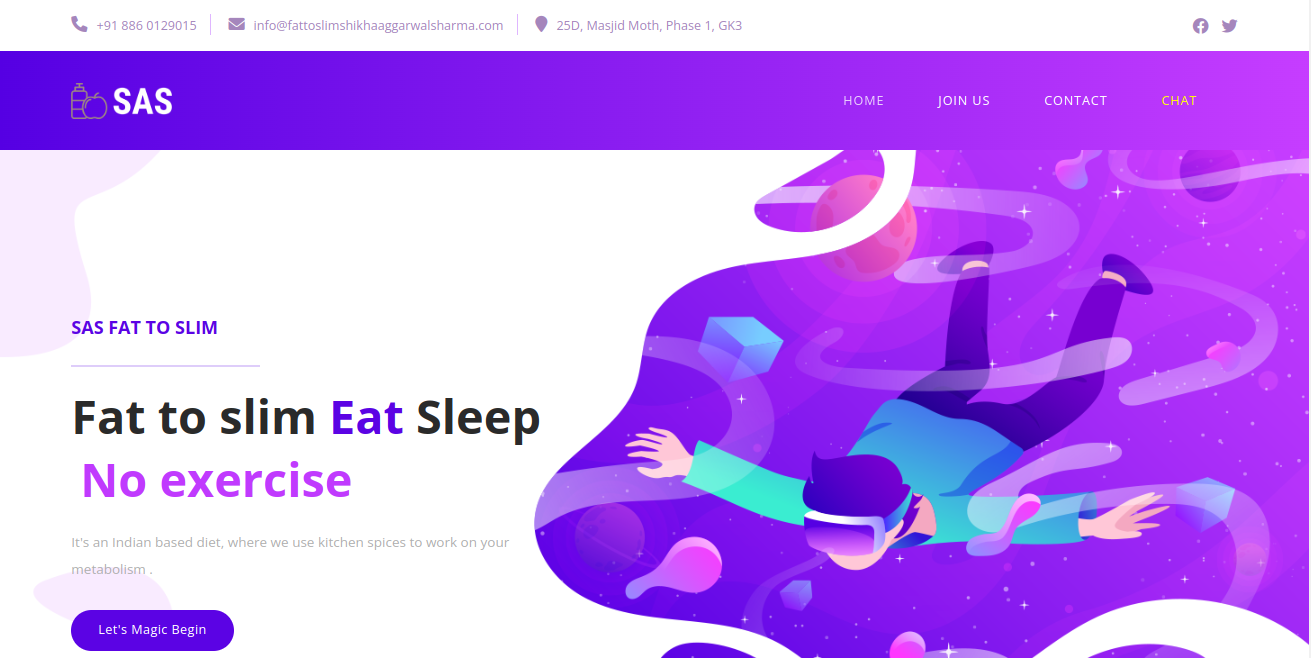 +91 886 0129015
info@fattoslimshikhaaggarwalsharma.com
25D, Masjid Moth, Phase 1, GK3
SAS
HOME
JOIN US
CONTACT
CHAT
SAS FAT TO SLIM
Fat to slim Eat Sleep
No exercise
It's an Indian based diet, where we use kitchen spices to work on your
metabolism .
Let's Magic Begin